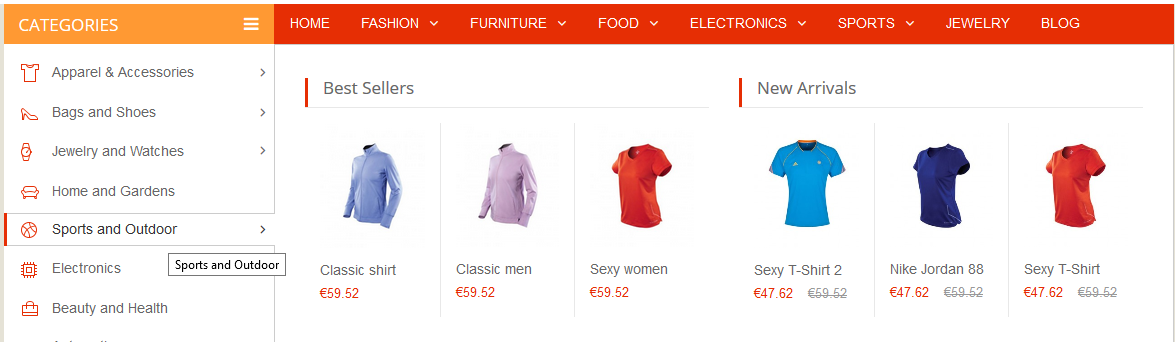 CATEGORIES
HOME FASHION FURNITURE FOOD ELECTRONICS SPORTS JEWELRY BLOG
Apparel & Accessories
Bags and Shoes
Jewelry and Watches
Home and Gardens
Sports and Outdoor
Sports and Outdoor
Electronics
Beauty and Health
Best Sellers
Classic shirt
€59.52
Classic men
€59.52
Sexy women
€59.52
New Arrivals
Sexy T-Shirt 2
€47.62 €59.52
Nike Jordan 88
€47.62 €59.52
Sexy T-Shirt
€47.62 €59.52